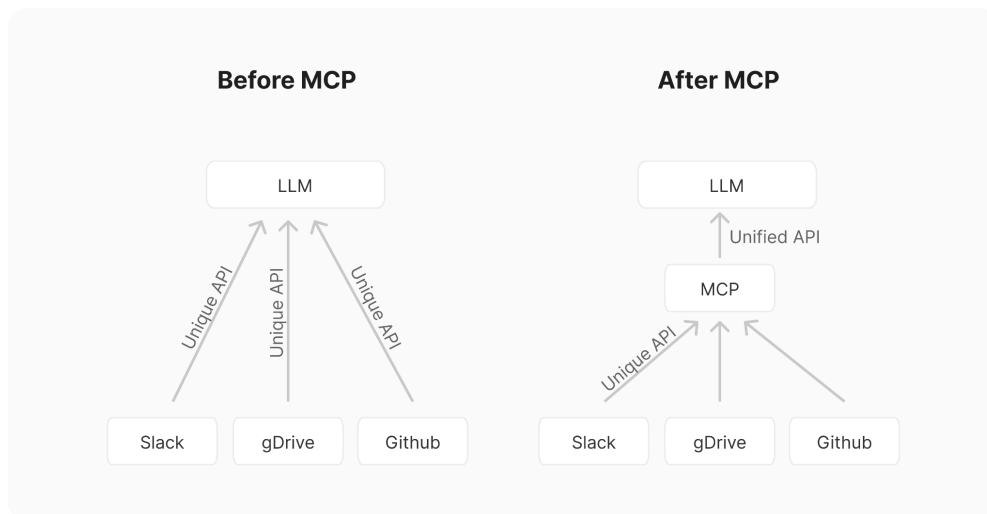 Before MCP
LLM
Unique API
Unique API
Unique API
Slack
gDrive
Github
After MCP
LLM
Unified API
MCP
Unique API
Slack
gDrive
Github